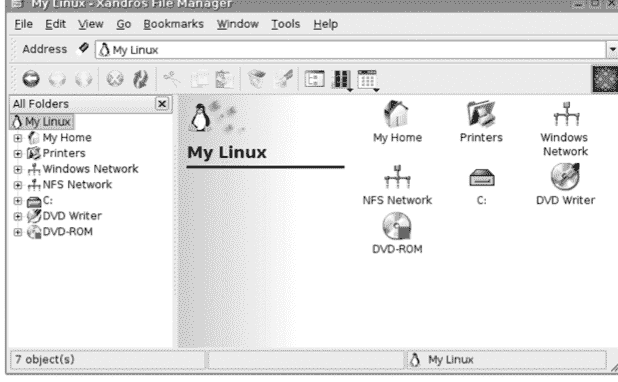 My Linux - Xandros File Manager
File Edit View Go Bookmarks Window Tools Help
Address My Linux
All Folders
My Linux
My Home
Printers
Windows Network
NFS Network
C:
DVD Writer
DVD-ROM
My Linux
My Home
Printers
Windows
Network
NFS Network
C:
DVD Writer
DVD-ROM
7 object(s)
My Linux